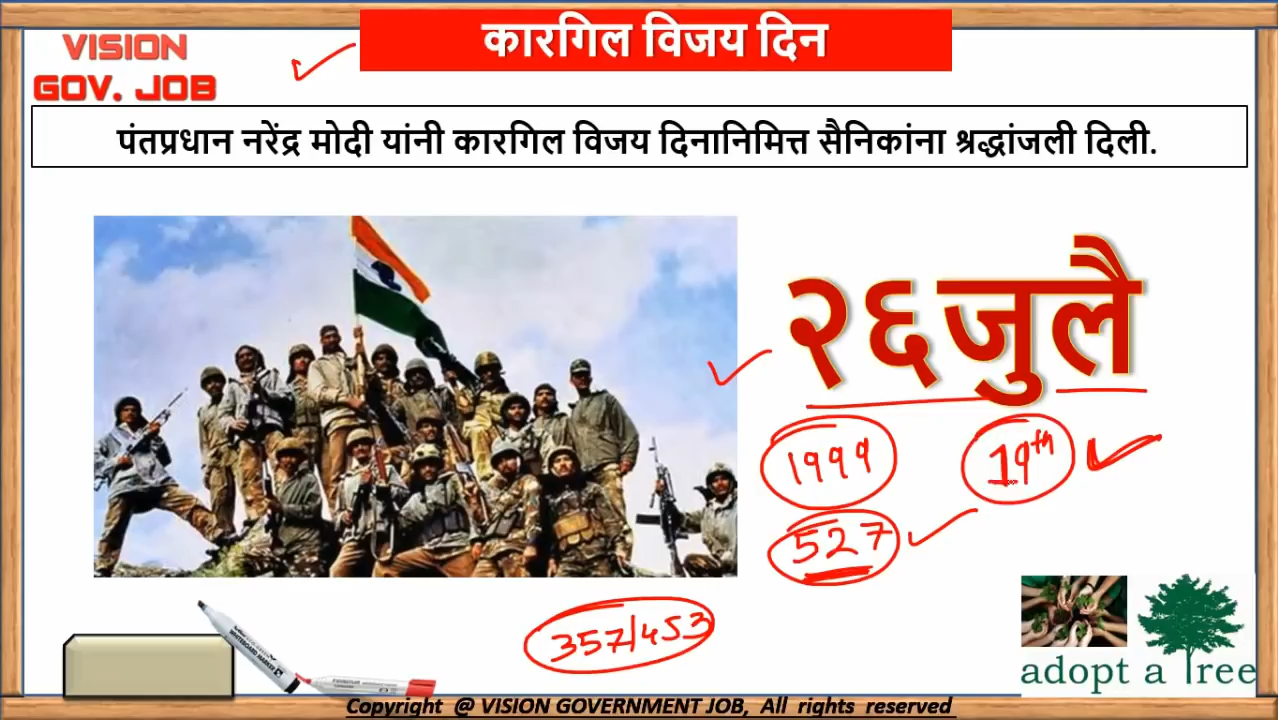 कारगिल विजय दिन
VISION
GOV. JOB
पंतप्रधान नरेंद्र मोदी यांनी कारगिल विजय दिनानिमित्त सैनिकांना श्रद्धांजली दिली.
२६ जुलै
1999
19th
527
357/453
adopt a Tree
Copyright @ VISION GOVERNMENT JOB, All rights reserved